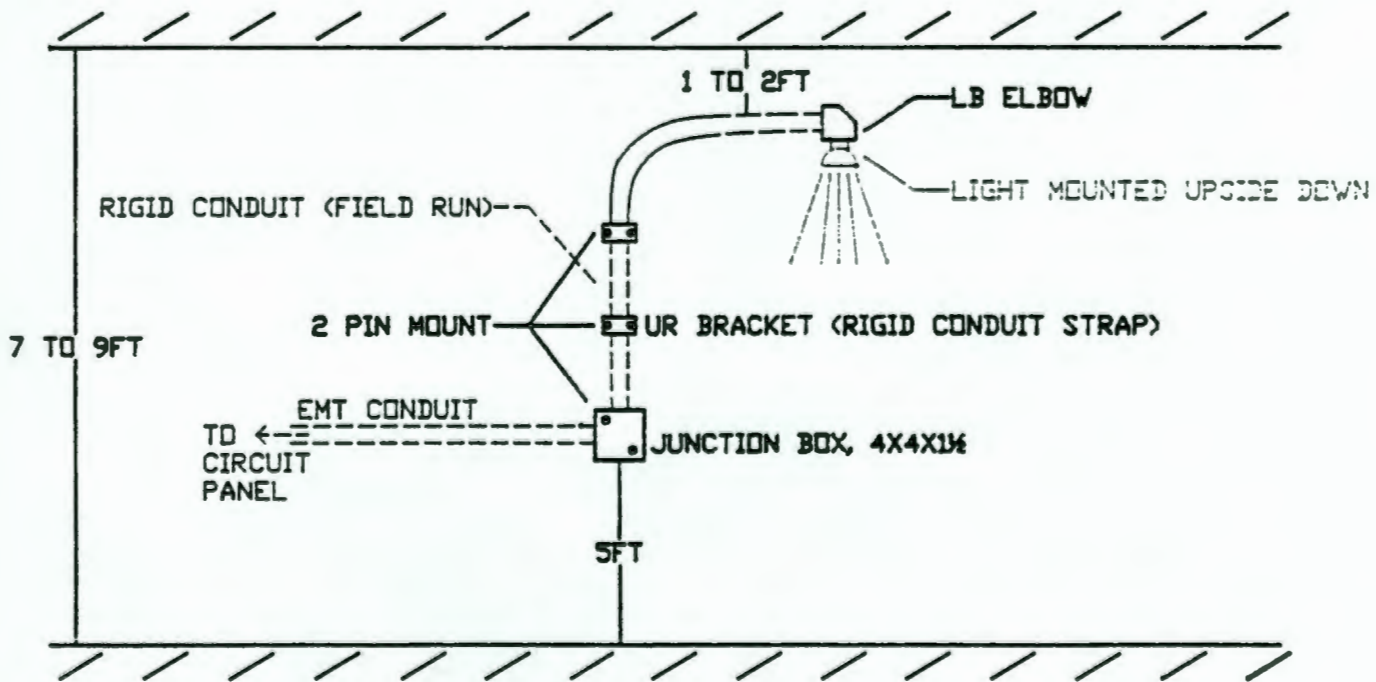 1 TO 2FT
LB ELBOW
LIGHT MOUNTED UPSIDE DOWN
RIGID CONDUIT (FIELD RUN)
2 PIN MOUNT
UR BRACKET (RIGID CONDUIT STRAP)
7 TO 9FT
EMT CONDUIT
TO
CIRCUIT
PANEL
JUNCTION BOX, 4X4X1½
5FT